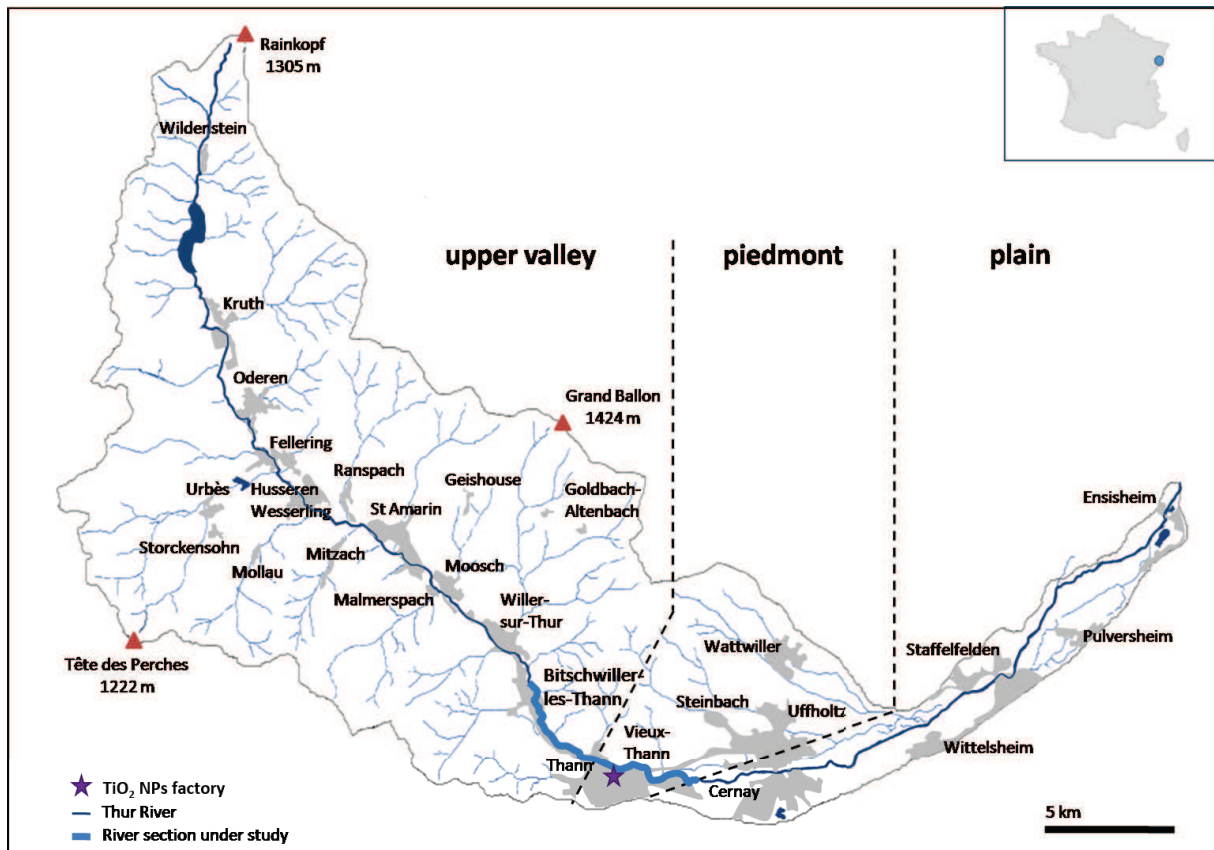 Rainkopf
1305 m
Wildenstein
upper valley
piedmont
plain
Kruth
Oderen
Grand Ballon
1424 m
Fellering
Ranspach
Geishouse
Goldbach-
Altenbach
Urbès
Husseren
Wesserling
St Amarin
Ensisheim
Storckensohn
Mollau
Mitzach
Moosch
Malmerspach
Willer-
sur-Thur
Tête des Perches
1222 m
Wattwiller
Staffelfelden
Pulversheim
Bitschwiller-
les-Thann
Steinbach
Uffholtz
Vieux-
Thann
Wittelsheim
Thann
Cernay
TiO₂ NPs factory
Thur River
River section under study
5 km